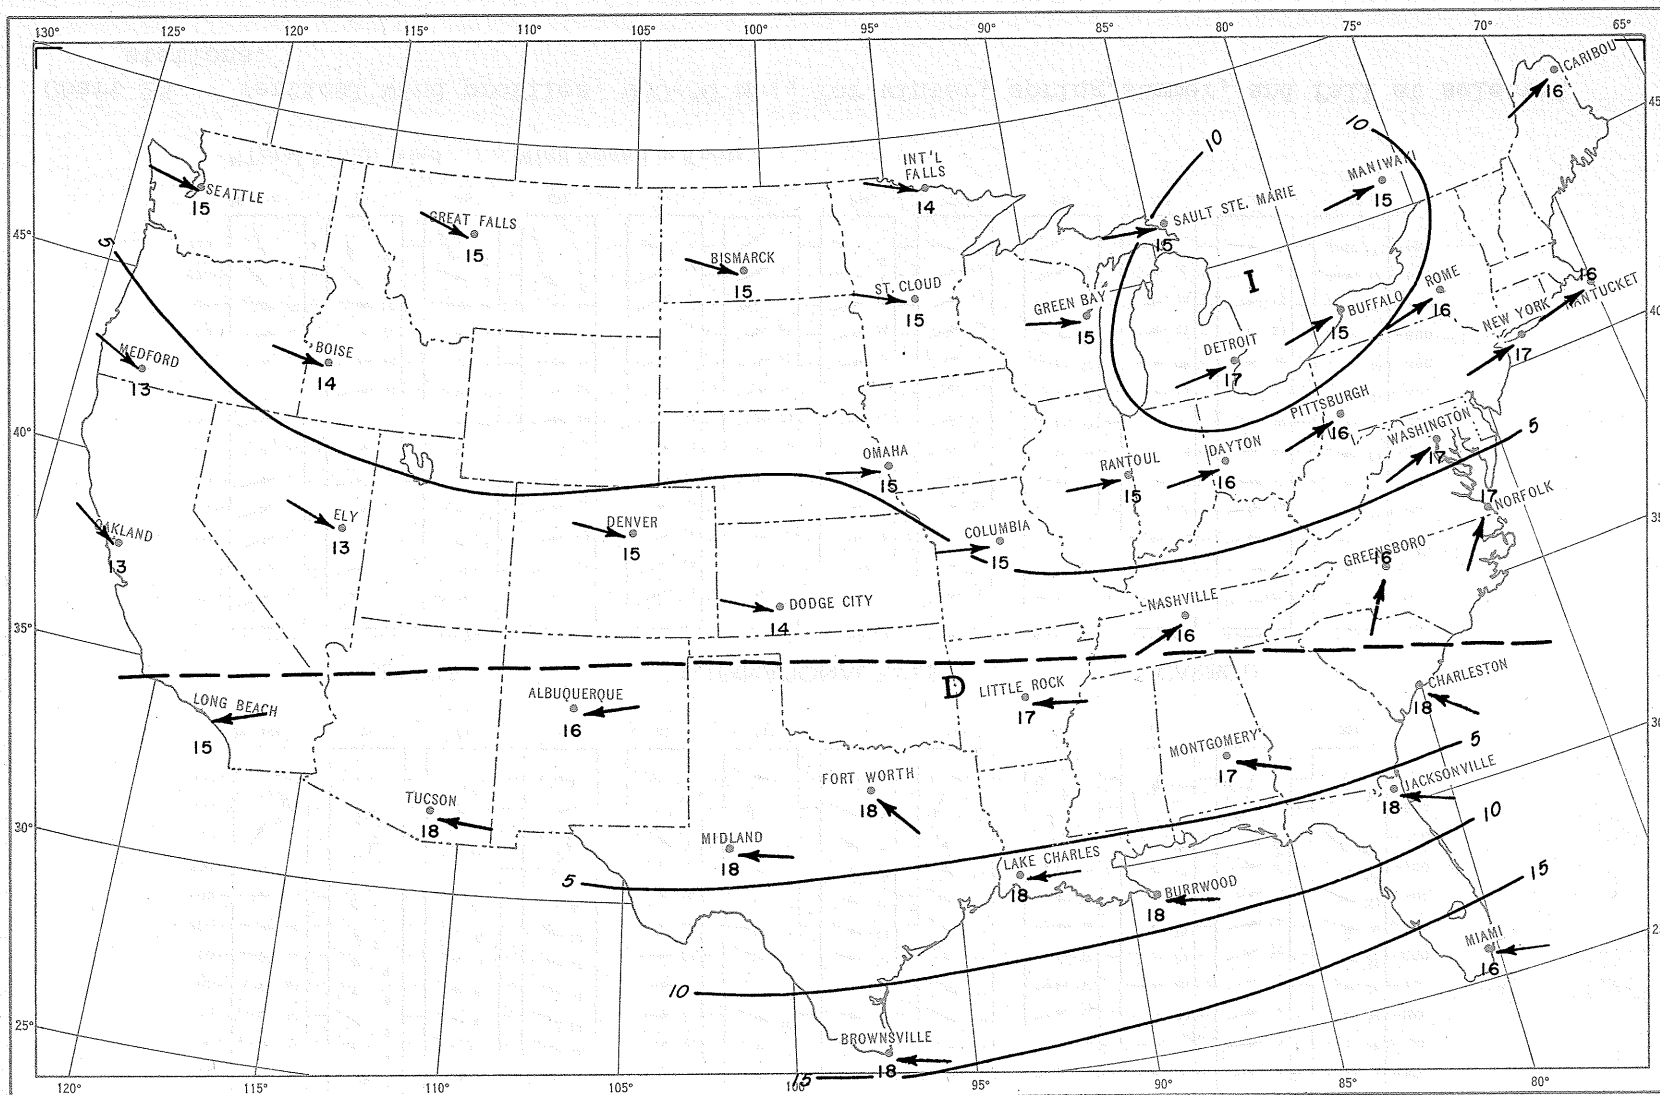 130° 125° 120° 115° 110° 105° 100° 95° 90° 85° 80° 75° 70° 65°
CARIBOU
16
45
10
10
INT'L
FALLS
14
MANIWAKI
15
SEATTLE
15
SAULT STE. MARIE
15
GREAT FALLS
15
45°
5
BISMARCK
15
ST. CLOUD
15
GREEN BAY
15
I
ROME
16
16
NANTUCKET
BUFFALO
15
NEW YORK
17
40
MEDFORD
13
BOISE
14
DETROIT
17
PITTSBURGH
16
WASHINGTON
17
5
40°
OMAHA
15
RANTOUL
15
DAYTON
16
17
NORFOLK
OAKLAND
13
ELY
13
DENVER
15
COLUMBIA
15
GREENSBORO
16
35
DODGE CITY
14
NASHVILLE
16
35°
LONG BEACH
15
ALBUQUERQUE
16
D
LITTLE ROCK
17
CHARLESTON
18
30
MONTGOMERY
17
5
TUCSON
18
FORT WORTH
18
JACKSONVILLE
18
30°
MIDLAND
18
5
LAKE CHARLES
18
BURRWOOD
18
10
15
MIAMI
16
2
10
25°
BROWNSVILLE
18
120° 115° 110° 105° 100 95° 90° 85° 80°